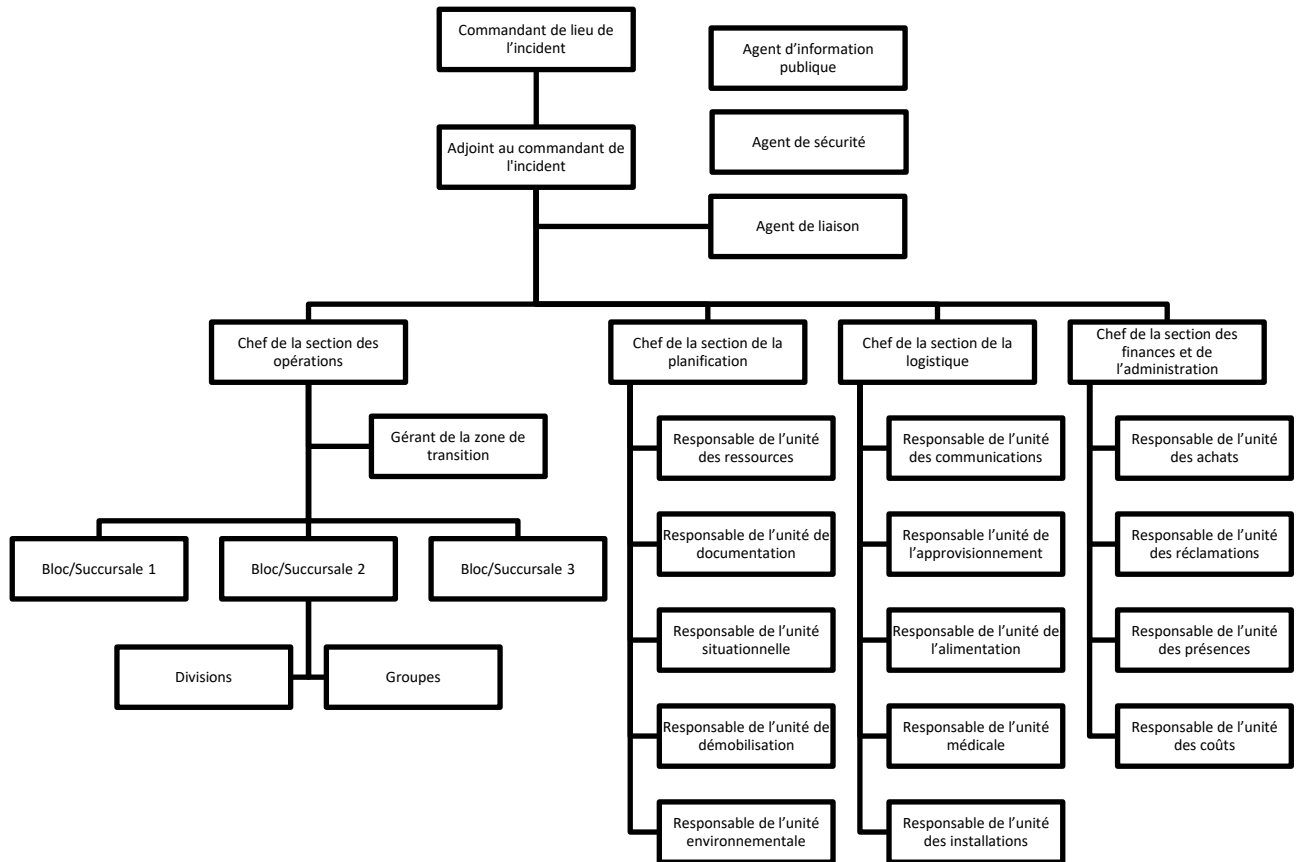 Commandant de lieu de
l’incident
Agent d’information
publique
Adjoint au commandant de
l'incident
Agent de sécurité
Agent de liaison
Chef de la section des
opérations
Chef de la section de la
planification
Chef de la section de la
logistique
Chef de la section des
finances et de
l’administration
Gérant de la zone de
transition
Responsable de l’unité
des ressources
Responsable de l’unité
des communications
Responsable de l’unité
des achats
Bloc/Succursale 1
Bloc/Succursale 2
Bloc/Succursale 3
Responsable de l’unité de
documentation
Responsable l’unité de
l’approvisionnement
Responsable de l’unité
des réclamations
Divisions
Groupes
Responsable de l’unité
situationnelle
Responsable de l’unité de
l’alimentation
Responsable de l’unité
des présences
Responsable de l’unité de
démobilisation
Responsable de l’unité
médicale
Responsable de l’unité
des coûts
Responsable de l’unité
environnementale
Responsable de l’unité
des installations